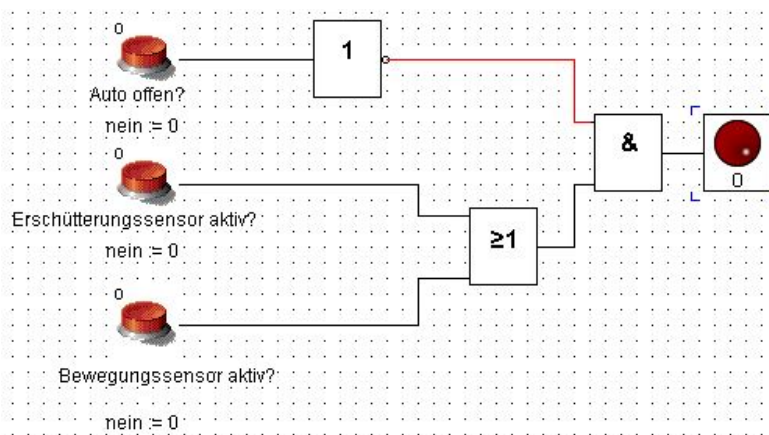 0
1
Auto offen?
nein := 0
&
0
0
Erschütterungssensor aktiv?
≥1
nein := 0
0
Bewegungssensor aktiv?
nein := 0